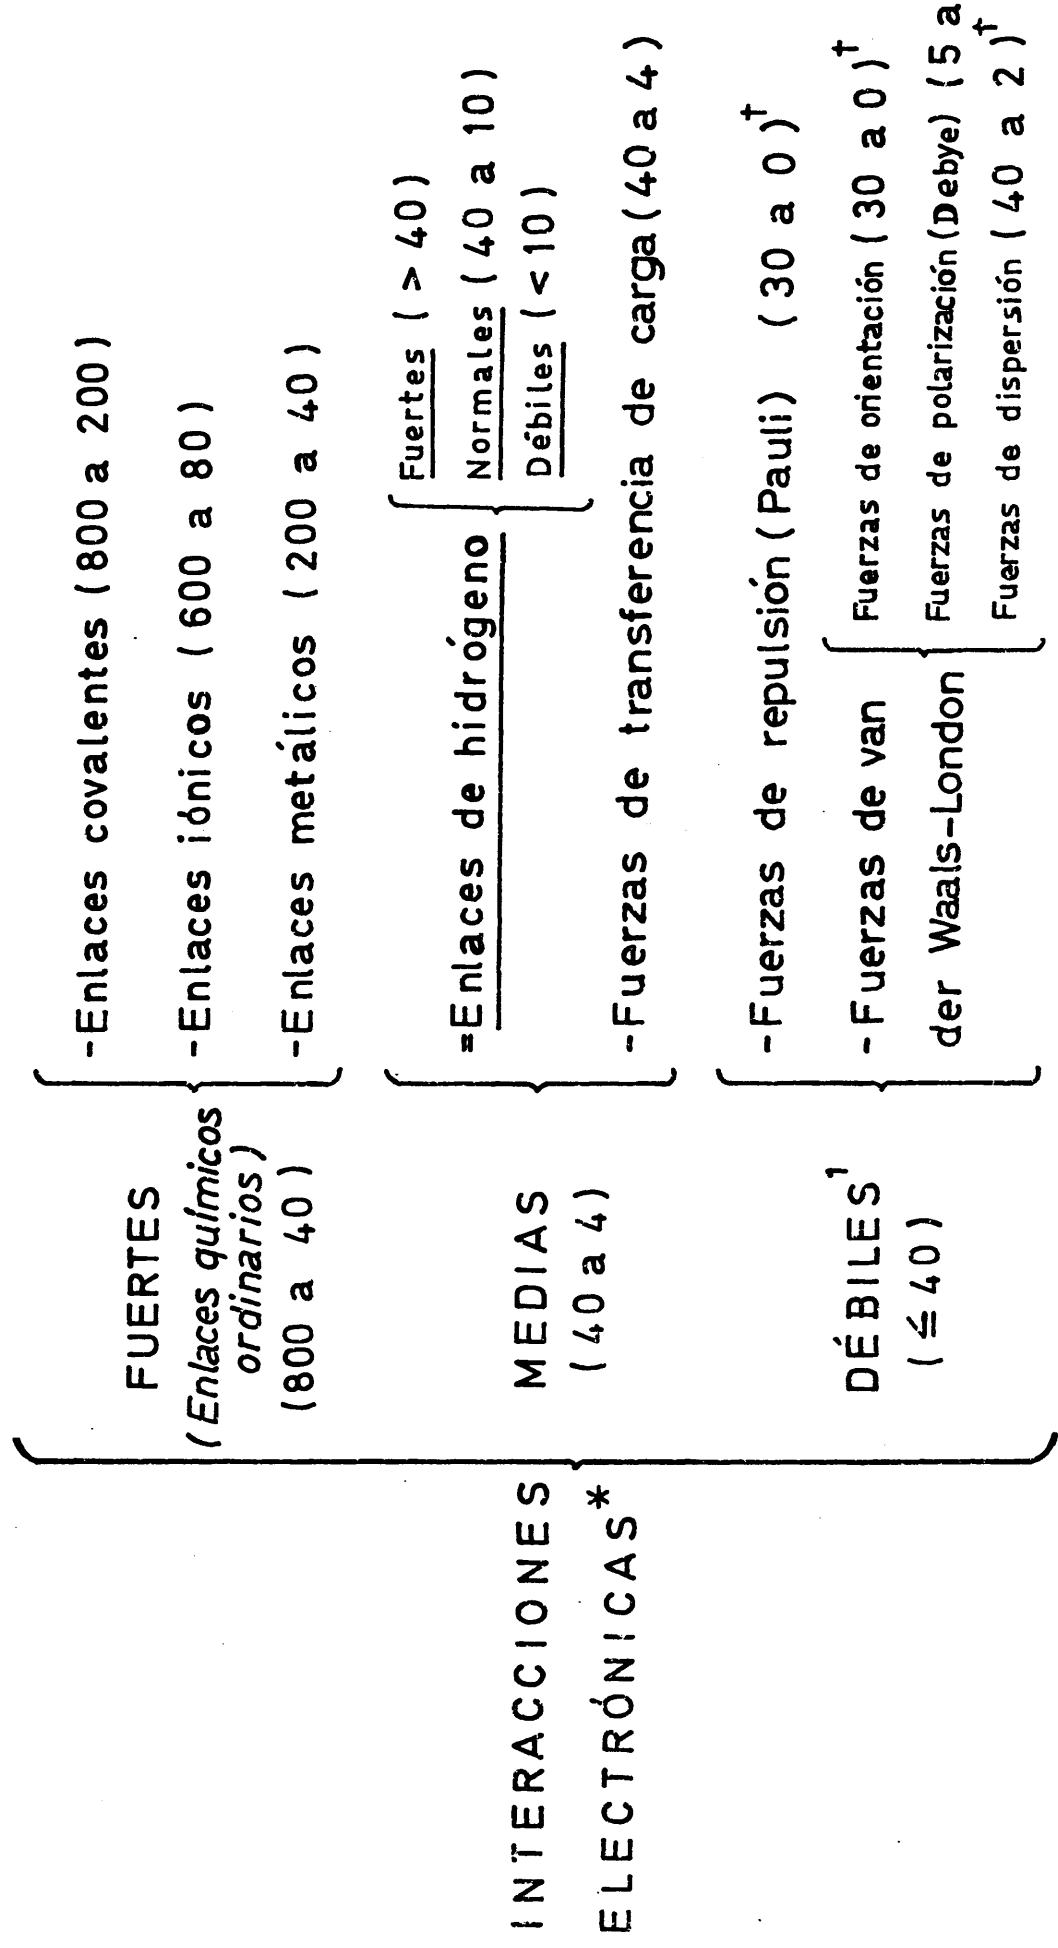 INTERACCIONES
ELECTRÓNICAS*
FUERTES
(Enlaces químicos
ordinarios)
(800 a 40)
-Enlaces covalentes (800 a 200)
-Enlaces iónicos (600 a 80)
-Enlaces metálicos (200 a 40)
MEDIAS
(40 a 4)
=Enlaces de hidrógeno
Fuertes (> 40)
Normales (40 a 10)
Débiles (< 10)
-Fuerzas de transferencia de carga (40 a 4)
DÉBILES¹
(≦ 40)
-Fuerzas de repulsión (Pauli) (30 a 0)†
-Fuerzas de van
der Waals-London
Fuerzas de orientación (30 a 0)†
Fuerzas de polarización (Debye) (5 a
Fuerzas de dispersión (40 a 2)†